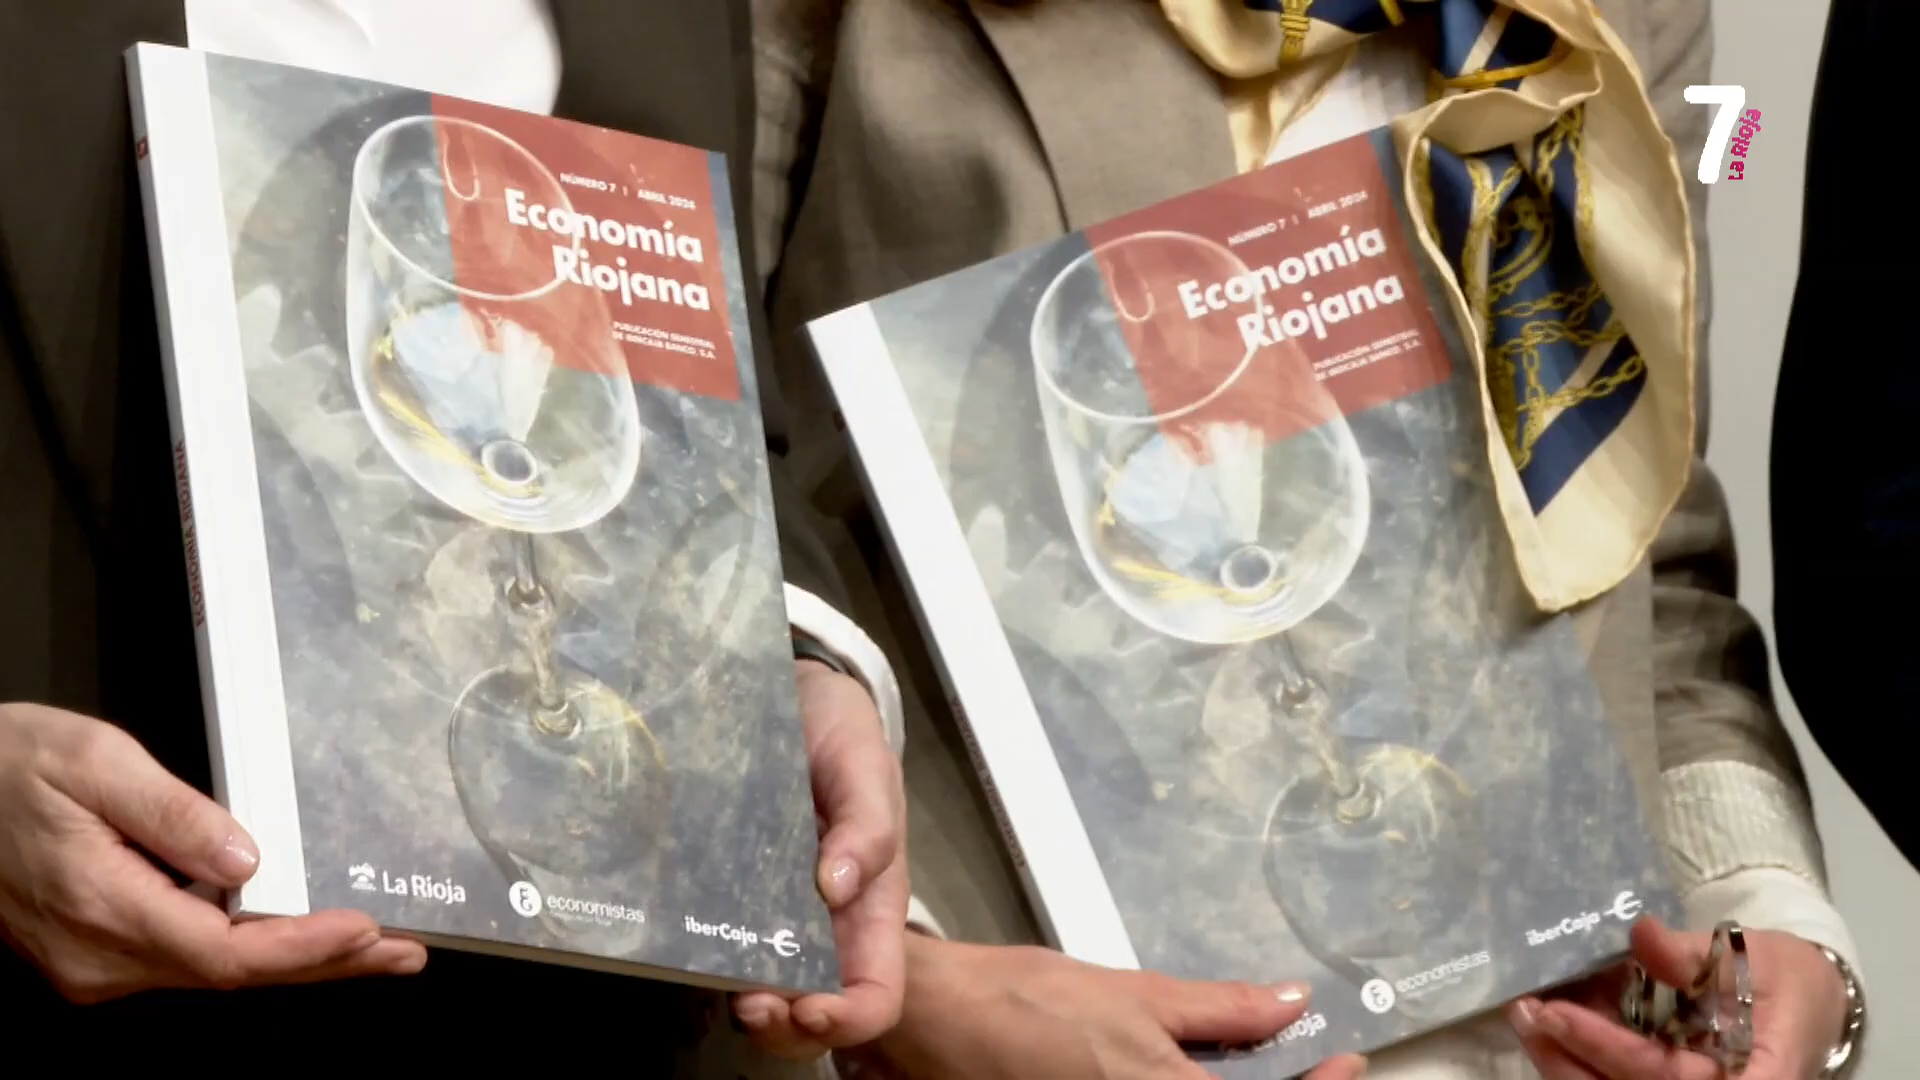 NÚMERO 7 | ABRIL 2024
Economía
Riojana
PUBLICACIÓN SEMESTRAL
DE IBERCAJA BANCO, S.A.
ECONOMÍA RIOJANA
La Rioja
economistas
iberCaja
NÚMERO 7 | ABRIL 2024
Economía
Riojana
PUBLICACIÓN SEMESTRAL
DE IBERCAJA BANCO, S.A.
La Rioja
economistas
iberCaja
7
La Rioja